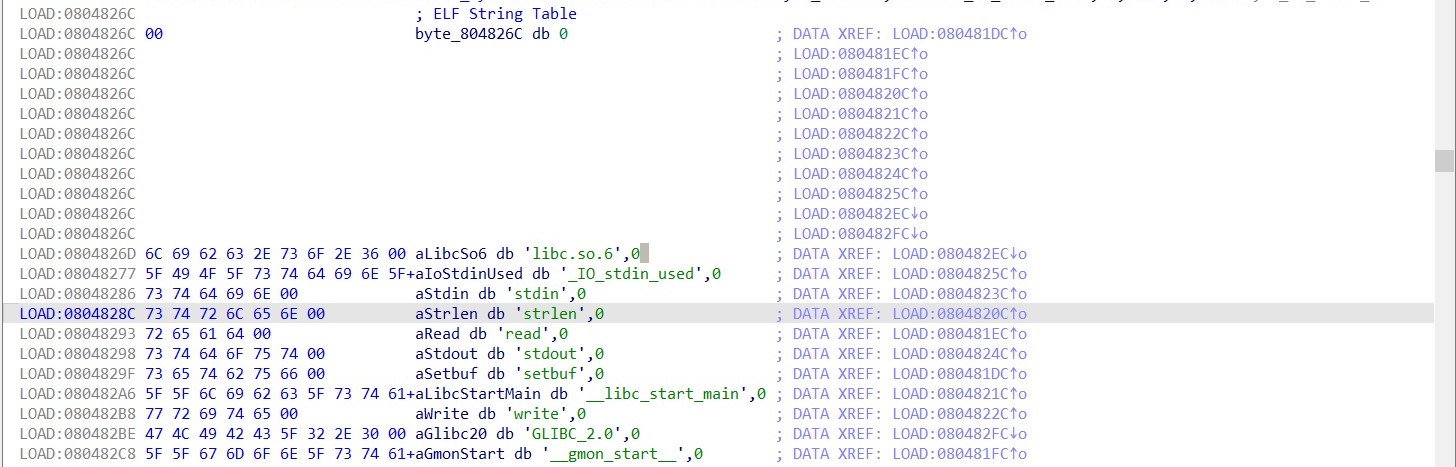 LOAD:0804826C ; ELF String Table
LOAD:0804826C 00 byte_804826C db 0 ; DATA XREF: LOAD:080481DC↑o
LOAD:0804826C ; LOAD:080481EC↑o
LOAD:0804826C ; LOAD:080481FC↑o
LOAD:0804826C ; LOAD:0804820C↑o
LOAD:0804826C ; LOAD:0804821C↑o
LOAD:0804826C ; LOAD:0804822C↑o
LOAD:0804826C ; LOAD:0804823C↑o
LOAD:0804826C ; LOAD:0804824C↑o
LOAD:0804826C ; LOAD:0804825C↑o
LOAD:0804826C ; LOAD:080482EC↓o
LOAD:0804826C ; LOAD:080482FC↓o
LOAD:0804826D 6C 69 62 63 2E 73 6F 2E 36 00 aLibcSo6 db 'libc.so.6',0 ; DATA XREF: LOAD:080482EC↓o
LOAD:08048277 5F 49 4F 5F 73 74 64 69 6E 5F+aIoStdinUsed db '_IO_stdin_used',0 ; DATA XREF: LOAD:0804825C↑o
LOAD:08048286 73 74 64 69 6E 00 aStdin db 'stdin',0 ; DATA XREF: LOAD:0804823C↑o
LOAD:0804828C 73 74 72 6C 65 6E 00 aStrlen db 'strlen',0 ; DATA XREF: LOAD:0804820C↑o
LOAD:08048293 72 65 61 64 00 aRead db 'read',0 ; DATA XREF: LOAD:080481EC↑o
LOAD:08048298 73 74 64 6F 75 74 00 aStdout db 'stdout',0 ; DATA XREF: LOAD:0804824C↑o
LOAD:0804829F 73 65 74 62 75 66 00 aSetbuf db 'setbuf',0 ; DATA XREF: LOAD:080481DC↑o
LOAD:080482A6 5F 5F 6C 69 62 63 5F 73 74 61+aLibcStartMain db '__libc_start_main',0 ; DATA XREF: LOAD:0804821C↑o
LOAD:080482B8 77 72 69 74 65 00 aWrite db 'write',0 ; DATA XREF: LOAD:0804822C↑o
LOAD:080482BE 47 4C 49 42 43 5F 32 2E 30 00 aGlibc20 db 'GLIBC_2.0',0 ; DATA XREF: LOAD:080482FC↓o
LOAD:080482C8 5F 5F 67 6D 6F 6E 5F 73 74 61+aGmonStart db '__gmon_start__',0 ; DATA XREF: LOAD:080481FC↑o